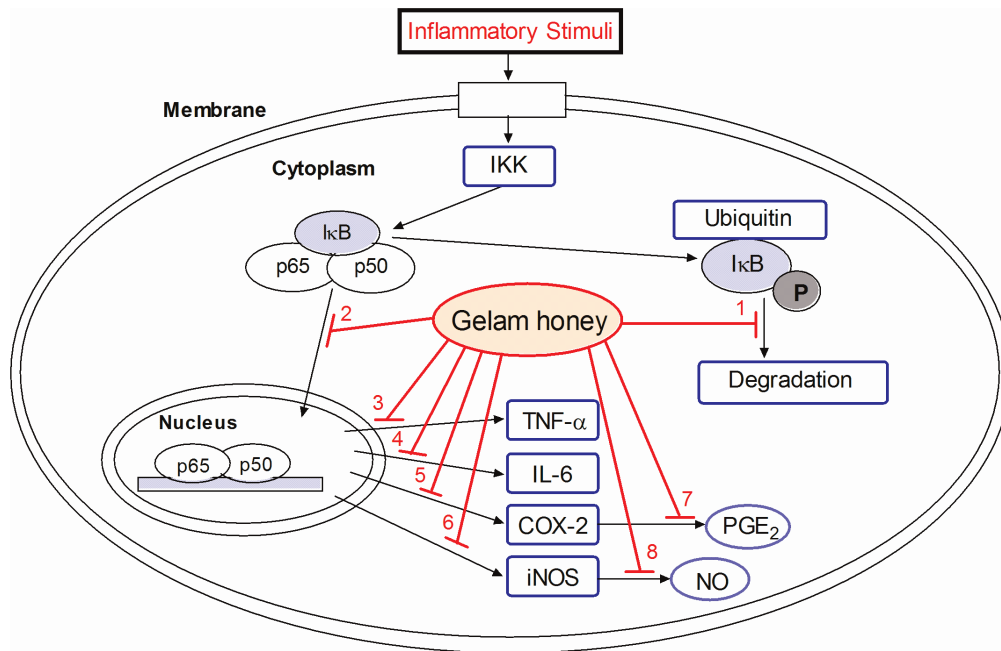 Inflammatory Stimuli
Membrane
Cytoplasm
IKK
Ubiquitin
IκB
p65
p50
IκB
P
2
Gelam honey
1
Degradation
3
TNF-α
Nucleus
4
p65
p50
IL-6
5
7
6
COX-2
PGE₂
8
iNOS
NO